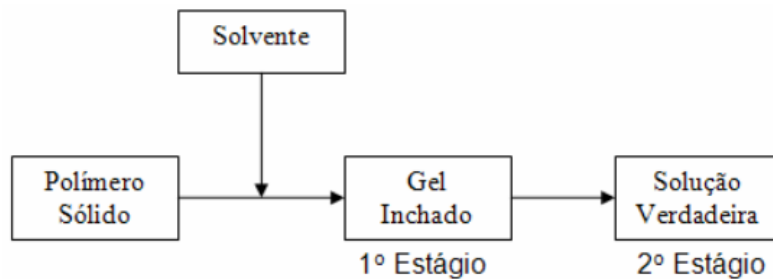 Solvente
Polímero
Sólido
Gel
Inchado
Solução
Verdadeira
1º Estágio
2º Estágio